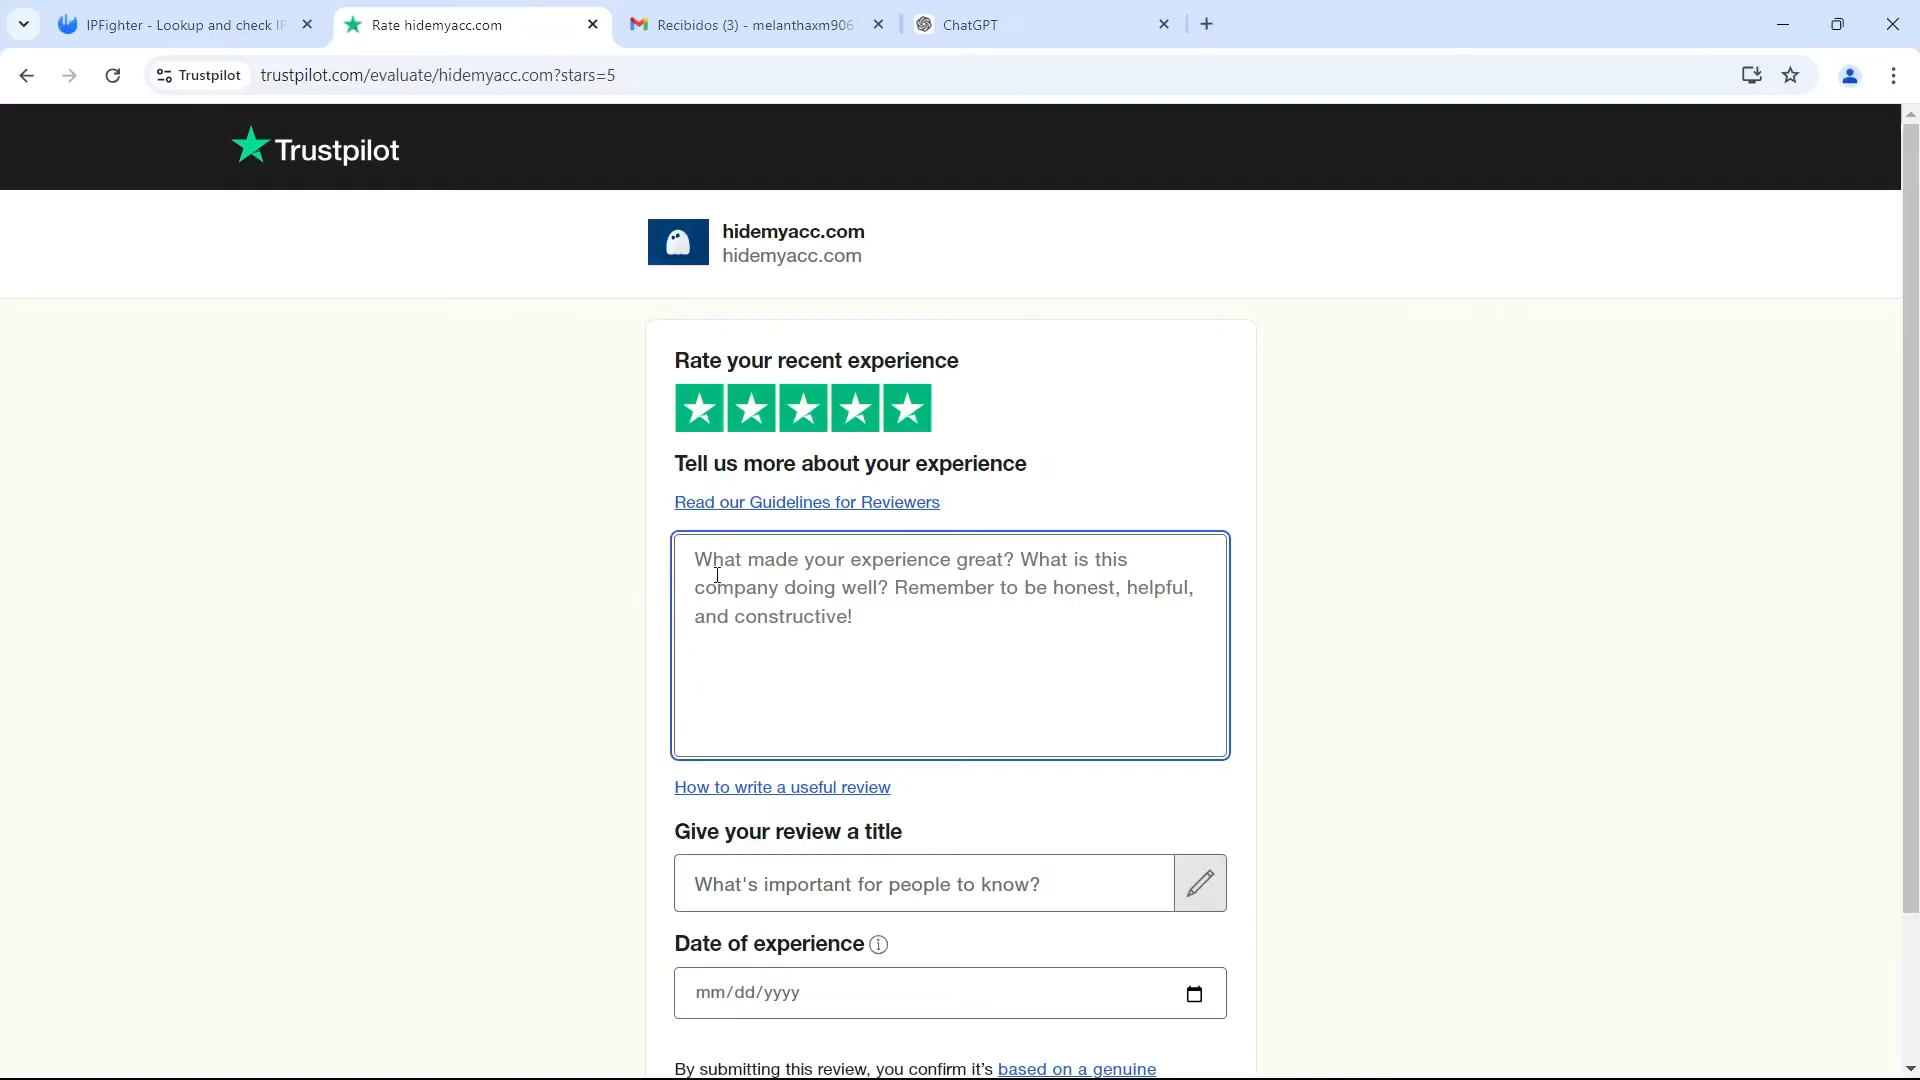 IPFighter - Lookup and check IP
Rate hidemyacc.com
Recibidos (3) - melanthaxm906
ChatGPT
Trustpilot
trustpilot.com/evaluate/hidemyacc.com?stars=5
Trustpilot
hidemyacc.com
hidemyacc.com
Rate your recent experience
Tell us more about your experience
Read our Guidelines for Reviewers
What made your experience great? What is this
company doing well? Remember to be honest, helpful,
and constructive!
How to write a useful review
Give your review a title
What's important for people to know?
Date of experience
mm/dd/yyyy
By submitting this review, you confirm it's based on a genuine